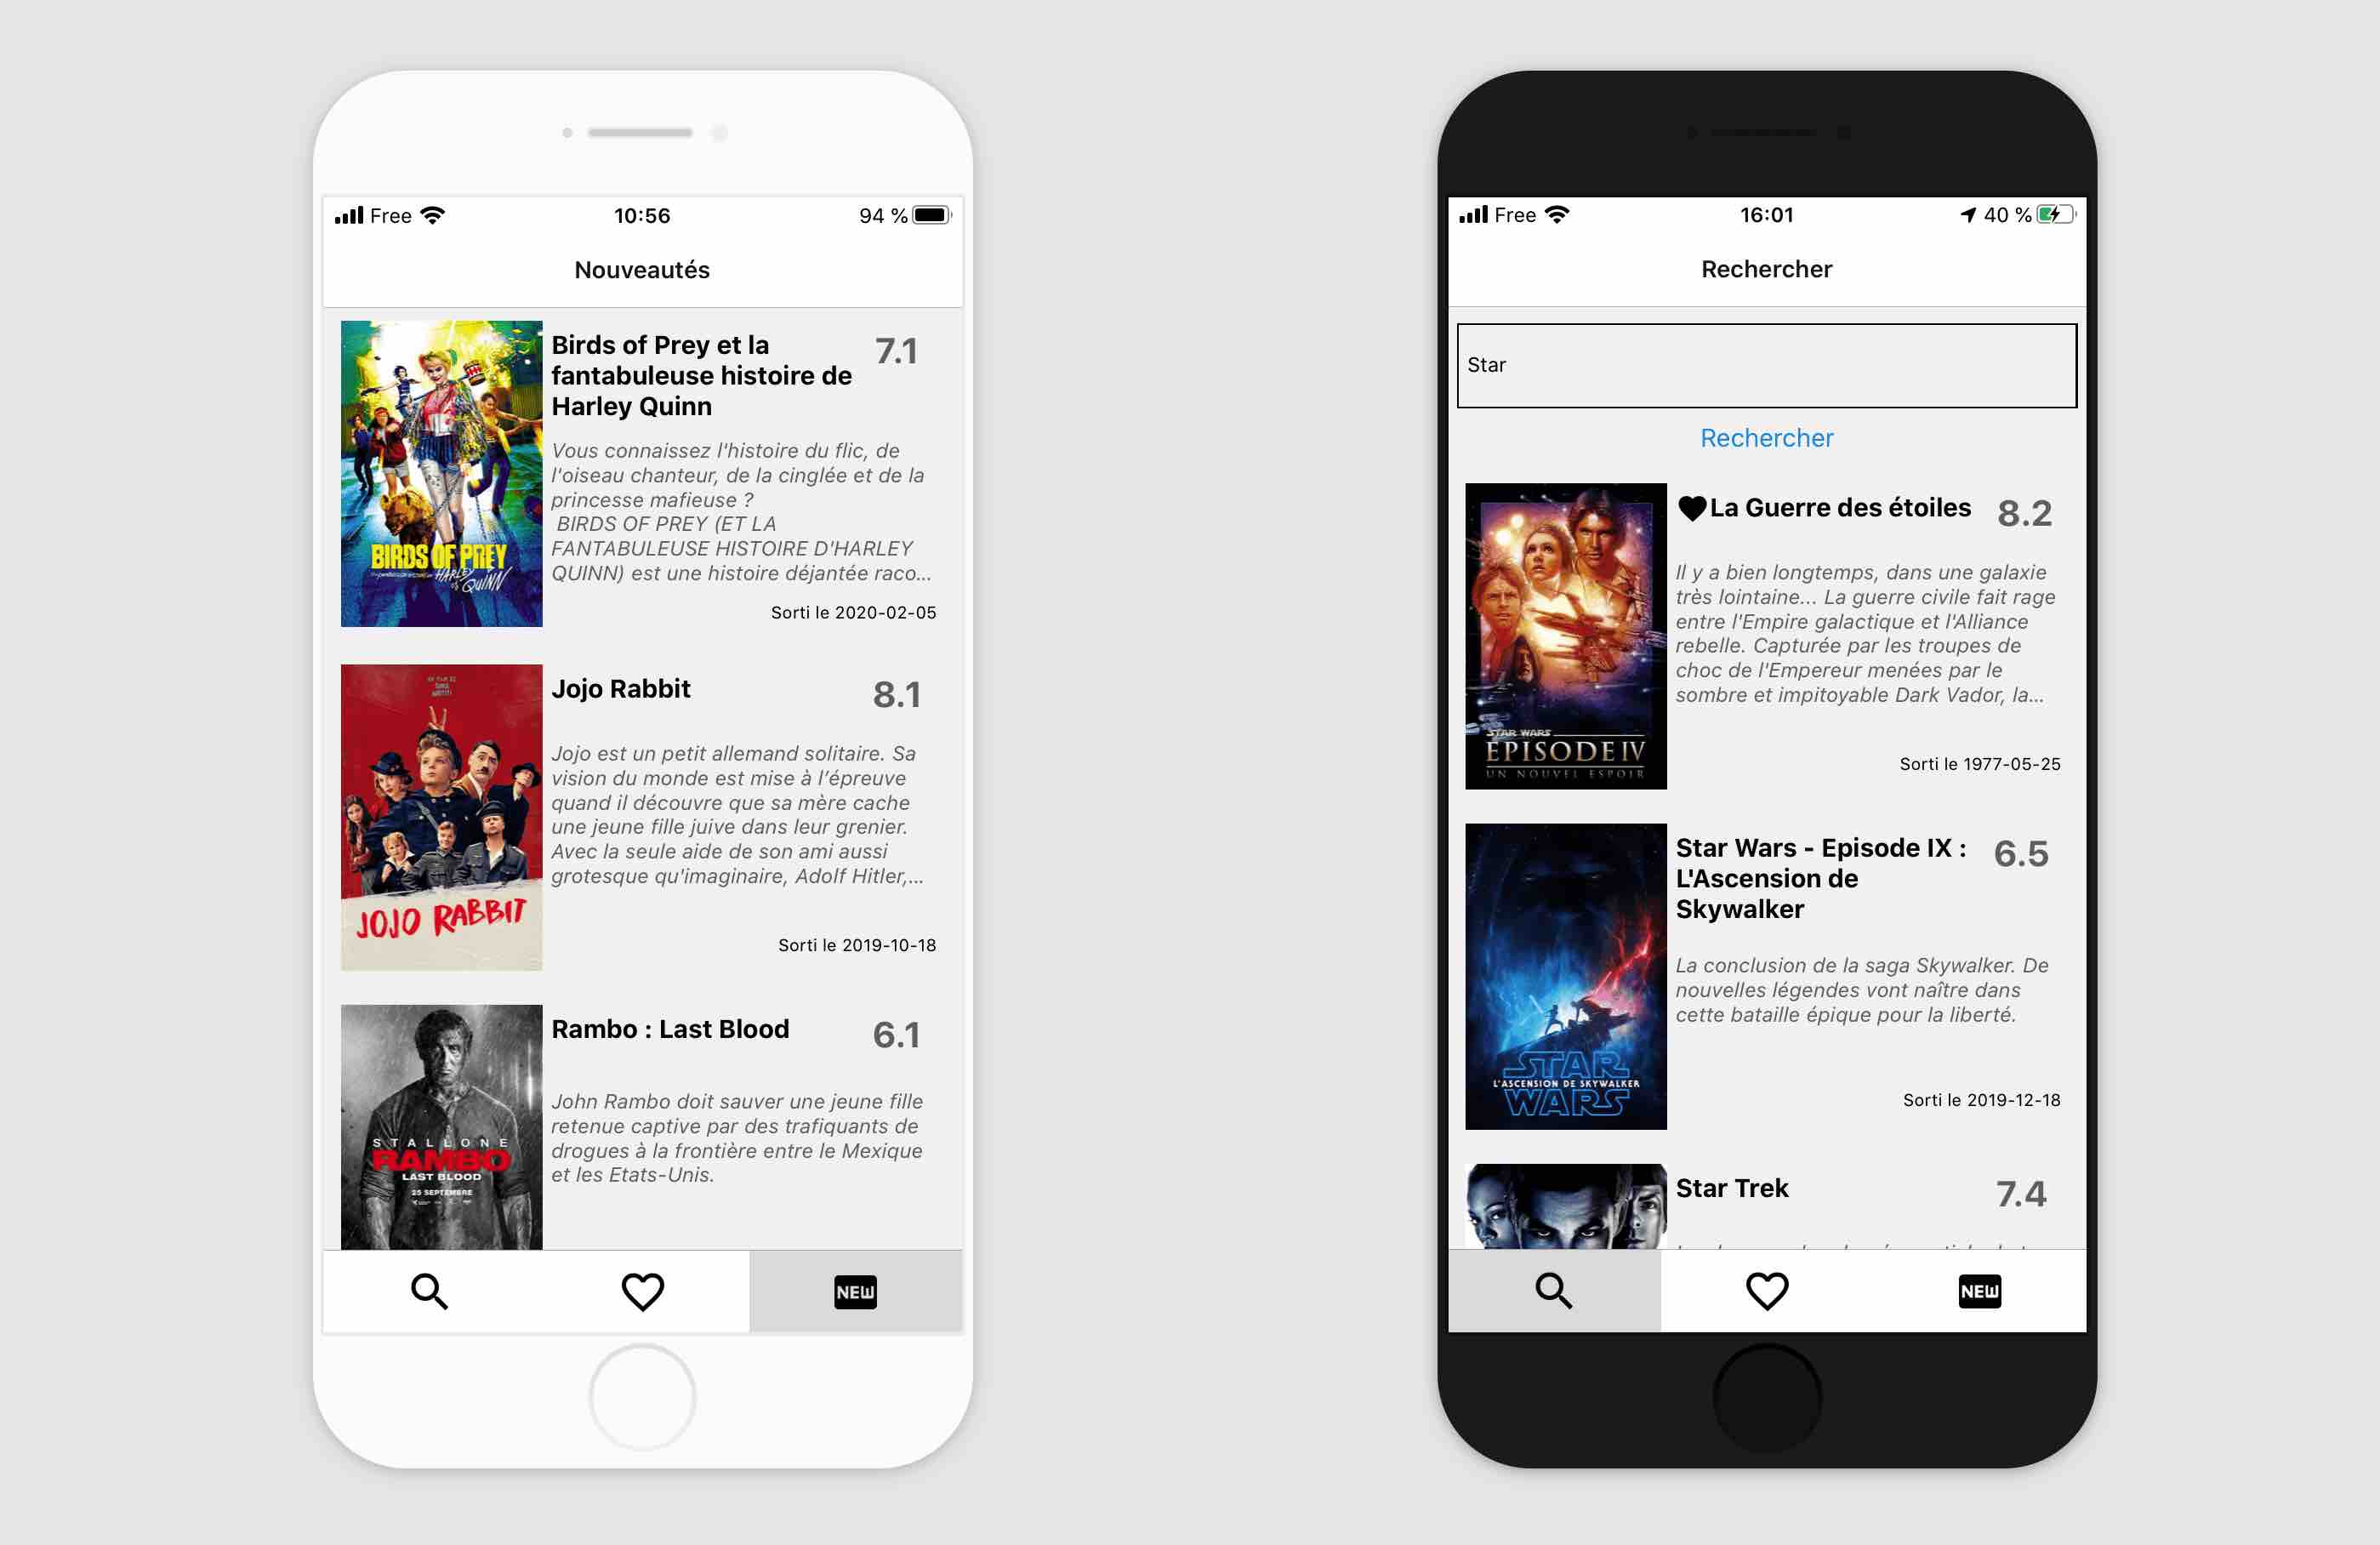 Free
10:56
94 %
Nouveautés
BIRDS OF PREY
HARLEY
QUINN
Birds of Prey et la
fantabuleuse histoire de
Harley Quinn
7.1
Vous connaissez l'histoire du flic, de
l'oiseau chanteur, de la cinglée et de la
princesse mafieuse ?
BIRDS OF PREY (ET LA
FANTABULEUSE HISTOIRE D'HARLEY
QUINN) est une histoire déjantée raco...
Sorti le 2020-02-05
JOJO RABBIT
Jojo Rabbit
8.1
Jojo est un petit allemand solitaire. Sa
vision du monde est mise à l’épreuve
quand il découvre que sa mère cache
une jeune fille juive dans leur grenier.
Avec la seule aide de son ami aussi
grotesque qu'imaginaire, Adolf Hitler,...
Sorti le 2019-10-18
STALLONE
RAMBO
LAST BLOOD
25 SEPTEMBRE
Rambo : Last Blood
6.1
John Rambo doit sauver une jeune fille
retenue captive par des trafiquants de
drogues à la frontière entre le Mexique
et les Etats-Unis.
NEW
Free
16:01
40 %
Rechercher
Star
Rechercher
STAR WARS
EPISODE IV
UN NOUVEL ESPOIR
La Guerre des étoiles
8.2
Il y a bien longtemps, dans une galaxie
très lointaine... La guerre civile fait rage
entre l'Empire galactique et l'Alliance
rebelle. Capturée par les troupes de
choc de l'Empereur menées par le
sombre et impitoyable Dark Vador, la...
Sorti le 1977-05-25
STAR
L'ASCENSION DE SKYWALKER
WARS
Star Wars - Episode IX :
L'Ascension de
Skywalker
6.5
La conclusion de la saga Skywalker. De
nouvelles légendes vont naître dans
cette bataille épique pour la liberté.
Sorti le 2019-12-18
Star Trek
7.4
NEW